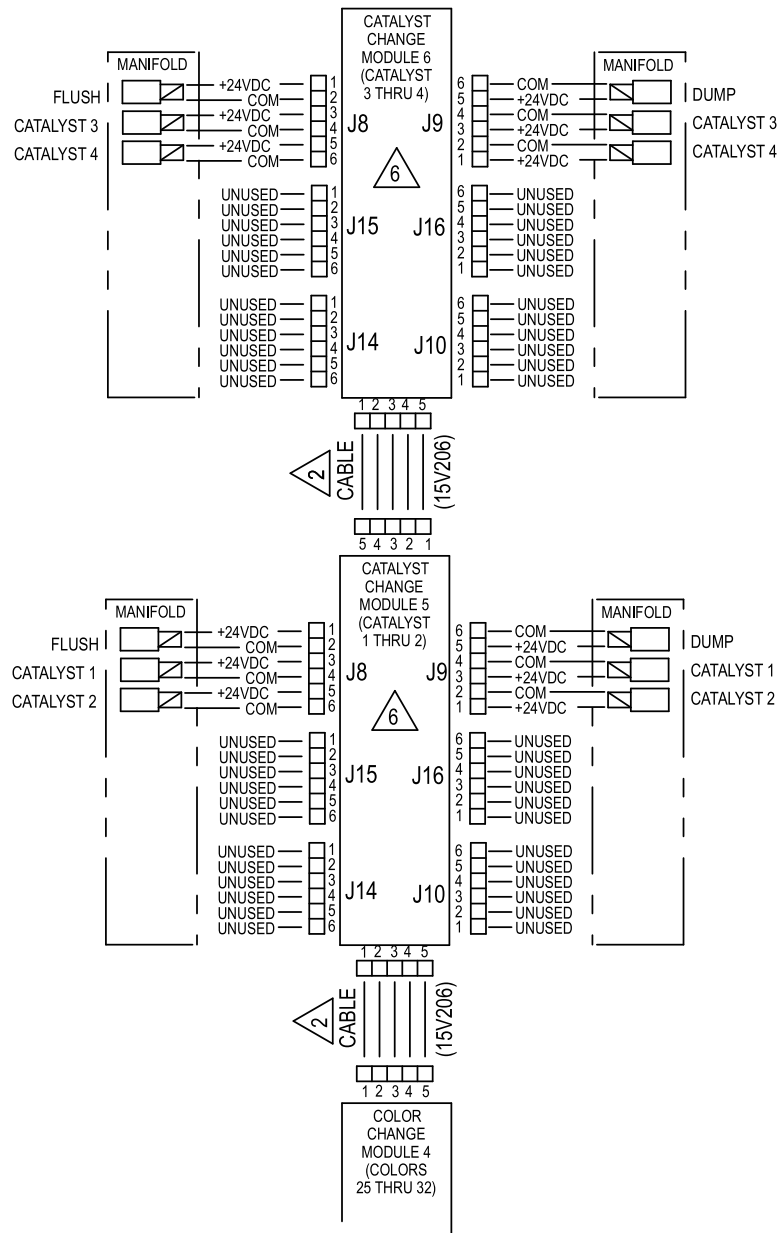 CATALYST
CHANGE
MODULE 6
(CATALYST
3 THRU 4)
MANIFOLD
FLUSH
CATALYST 3
CATALYST 4
+24VDC
COM
+24VDC
COM
+24VDC
COM
1
2
3
4
5
6
J8
J9
6
6
5
4
3
2
1
COM
+24VDC
COM
+24VDC
COM
+24VDC
MANIFOLD
DUMP
CATALYST 3
CATALYST 4
UNUSED 1
UNUSED 2
UNUSED 3
UNUSED 4
UNUSED 5
UNUSED 6
J15
J16
6 UNUSED
5 UNUSED
4 UNUSED
3 UNUSED
2 UNUSED
1 UNUSED
UNUSED 1
UNUSED 2
UNUSED 3
UNUSED 4
UNUSED 5
UNUSED 6
J14
J10
6 UNUSED
5 UNUSED
4 UNUSED
3 UNUSED
2 UNUSED
1 UNUSED
1 2 3 4 5
2
CABLE
(15V206)
5 4 3 2 1
CATALYST
CHANGE
MODULE 5
(CATALYST
1 THRU 2)
MANIFOLD
FLUSH
CATALYST 1
CATALYST 2
+24VDC
COM
+24VDC
COM
+24VDC
COM
1
2
3
4
5
6
J8
J9
6
6
5
4
3
2
1
COM
+24VDC
COM
+24VDC
COM
+24VDC
MANIFOLD
DUMP
CATALYST 1
CATALYST 2
UNUSED 1
UNUSED 2
UNUSED 3
UNUSED 4
UNUSED 5
UNUSED 6
J15
J16
6 UNUSED
5 UNUSED
4 UNUSED
3 UNUSED
2 UNUSED
1 UNUSED
UNUSED 1
UNUSED 2
UNUSED 3
UNUSED 4
UNUSED 5
UNUSED 6
J14
J10
6 UNUSED
5 UNUSED
4 UNUSED
3 UNUSED
2 UNUSED
1 UNUSED
1 2 3 4 5
2
CABLE
(15V206)
1 2 3 4 5
COLOR
CHANGE
MODULE 4
(COLORS
25 THRU 32)